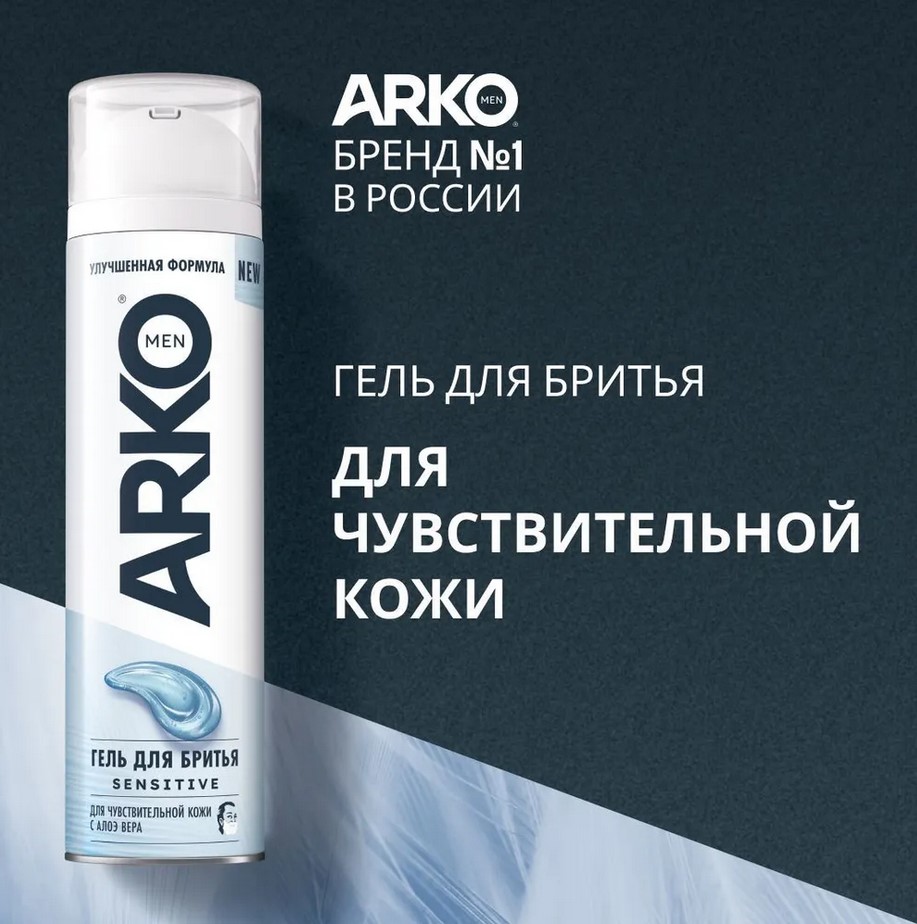 ARKO MEN
БРЕНД №1
В РОССИИ
ГЕЛЬ ДЛЯ БРИТЬЯ
ДЛЯ
ЧУВСТВИТЕЛЬНОЙ
КОЖИ
УЛУЧШЕННАЯ ФОРМУЛА NEW
ARKO MEN ®
ГЕЛЬ ДЛЯ БРИТЬЯ
SENSITIVE
ДЛЯ ЧУВСТВИТЕЛЬНОЙ КОЖИ
С АЛОЭ ВЕРА